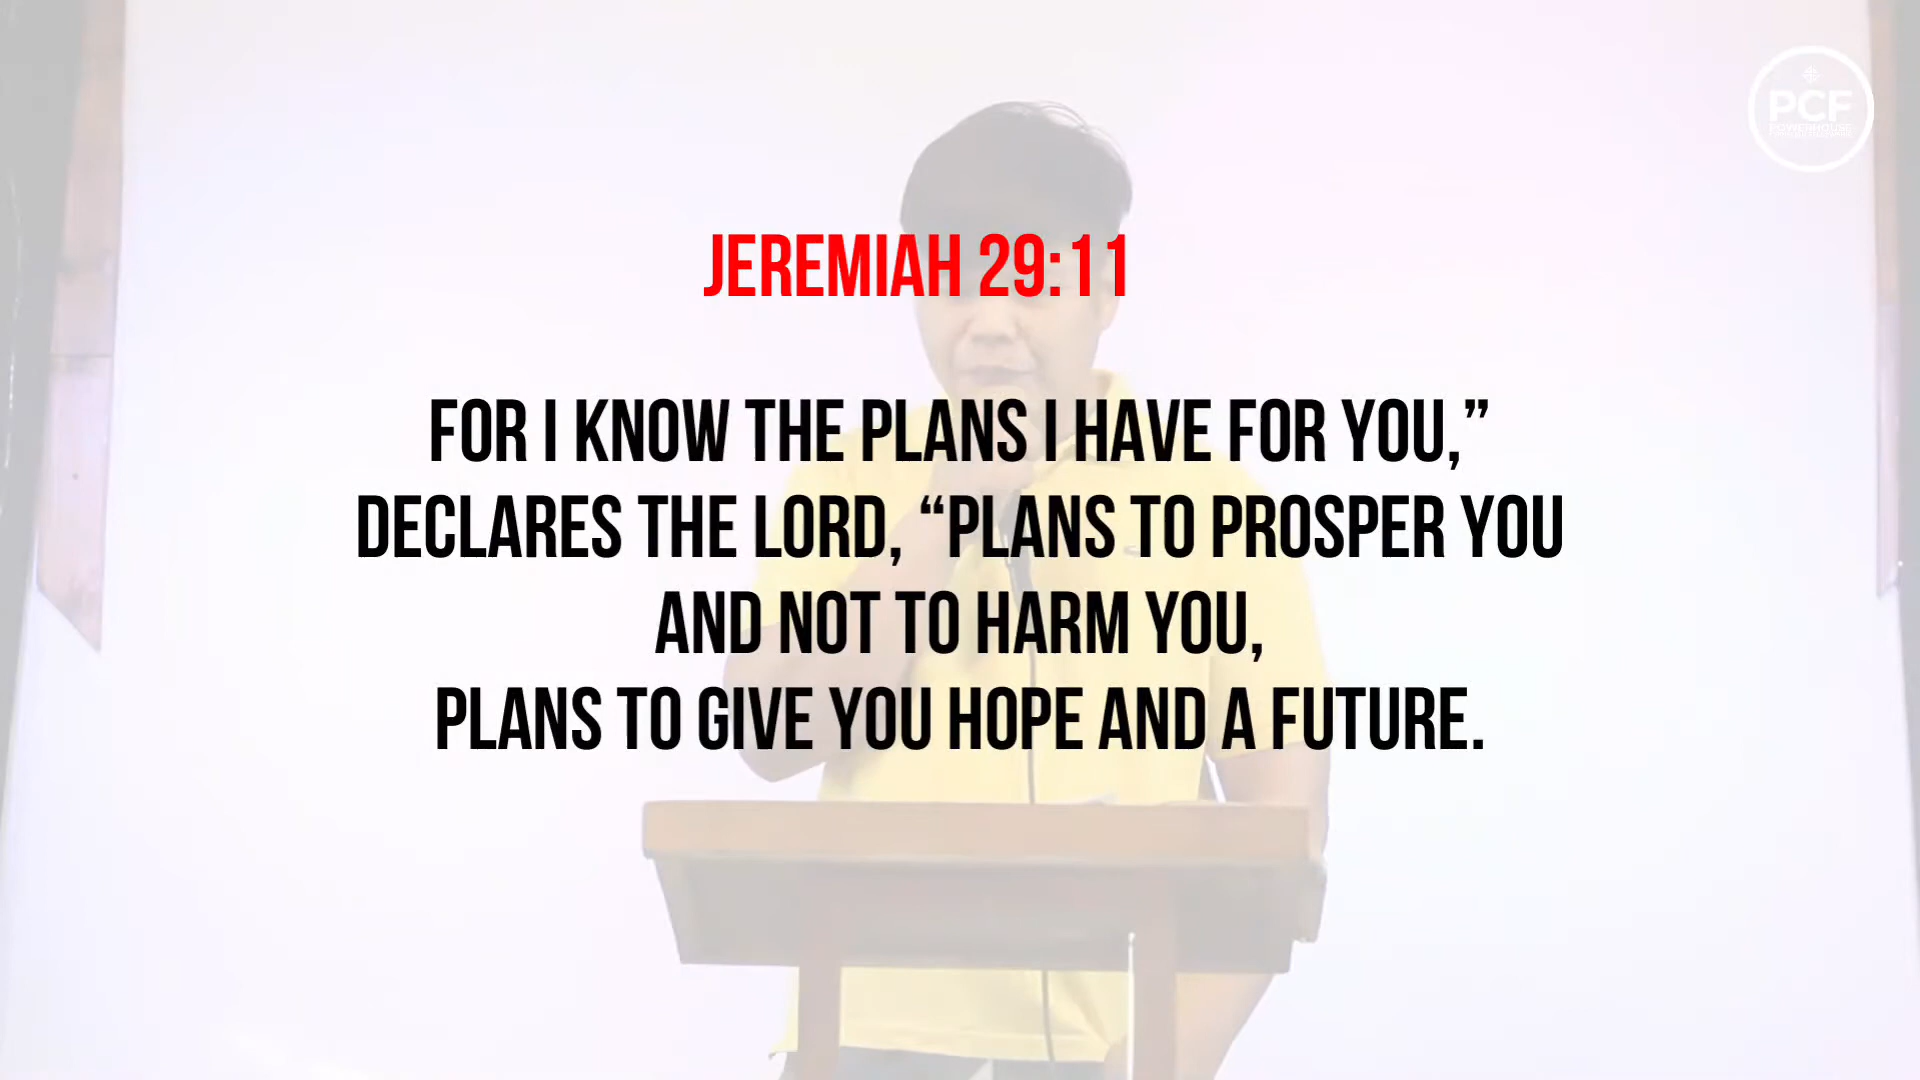 PCF
POWERHOUSE
JEREMIAH 29:11
FOR I KNOW THE PLANS I HAVE FOR YOU,”
DECLARES THE LORD, “PLANS TO PROSPER YOU
AND NOT TO HARM YOU,
PLANS TO GIVE YOU HOPE AND A FUTURE.